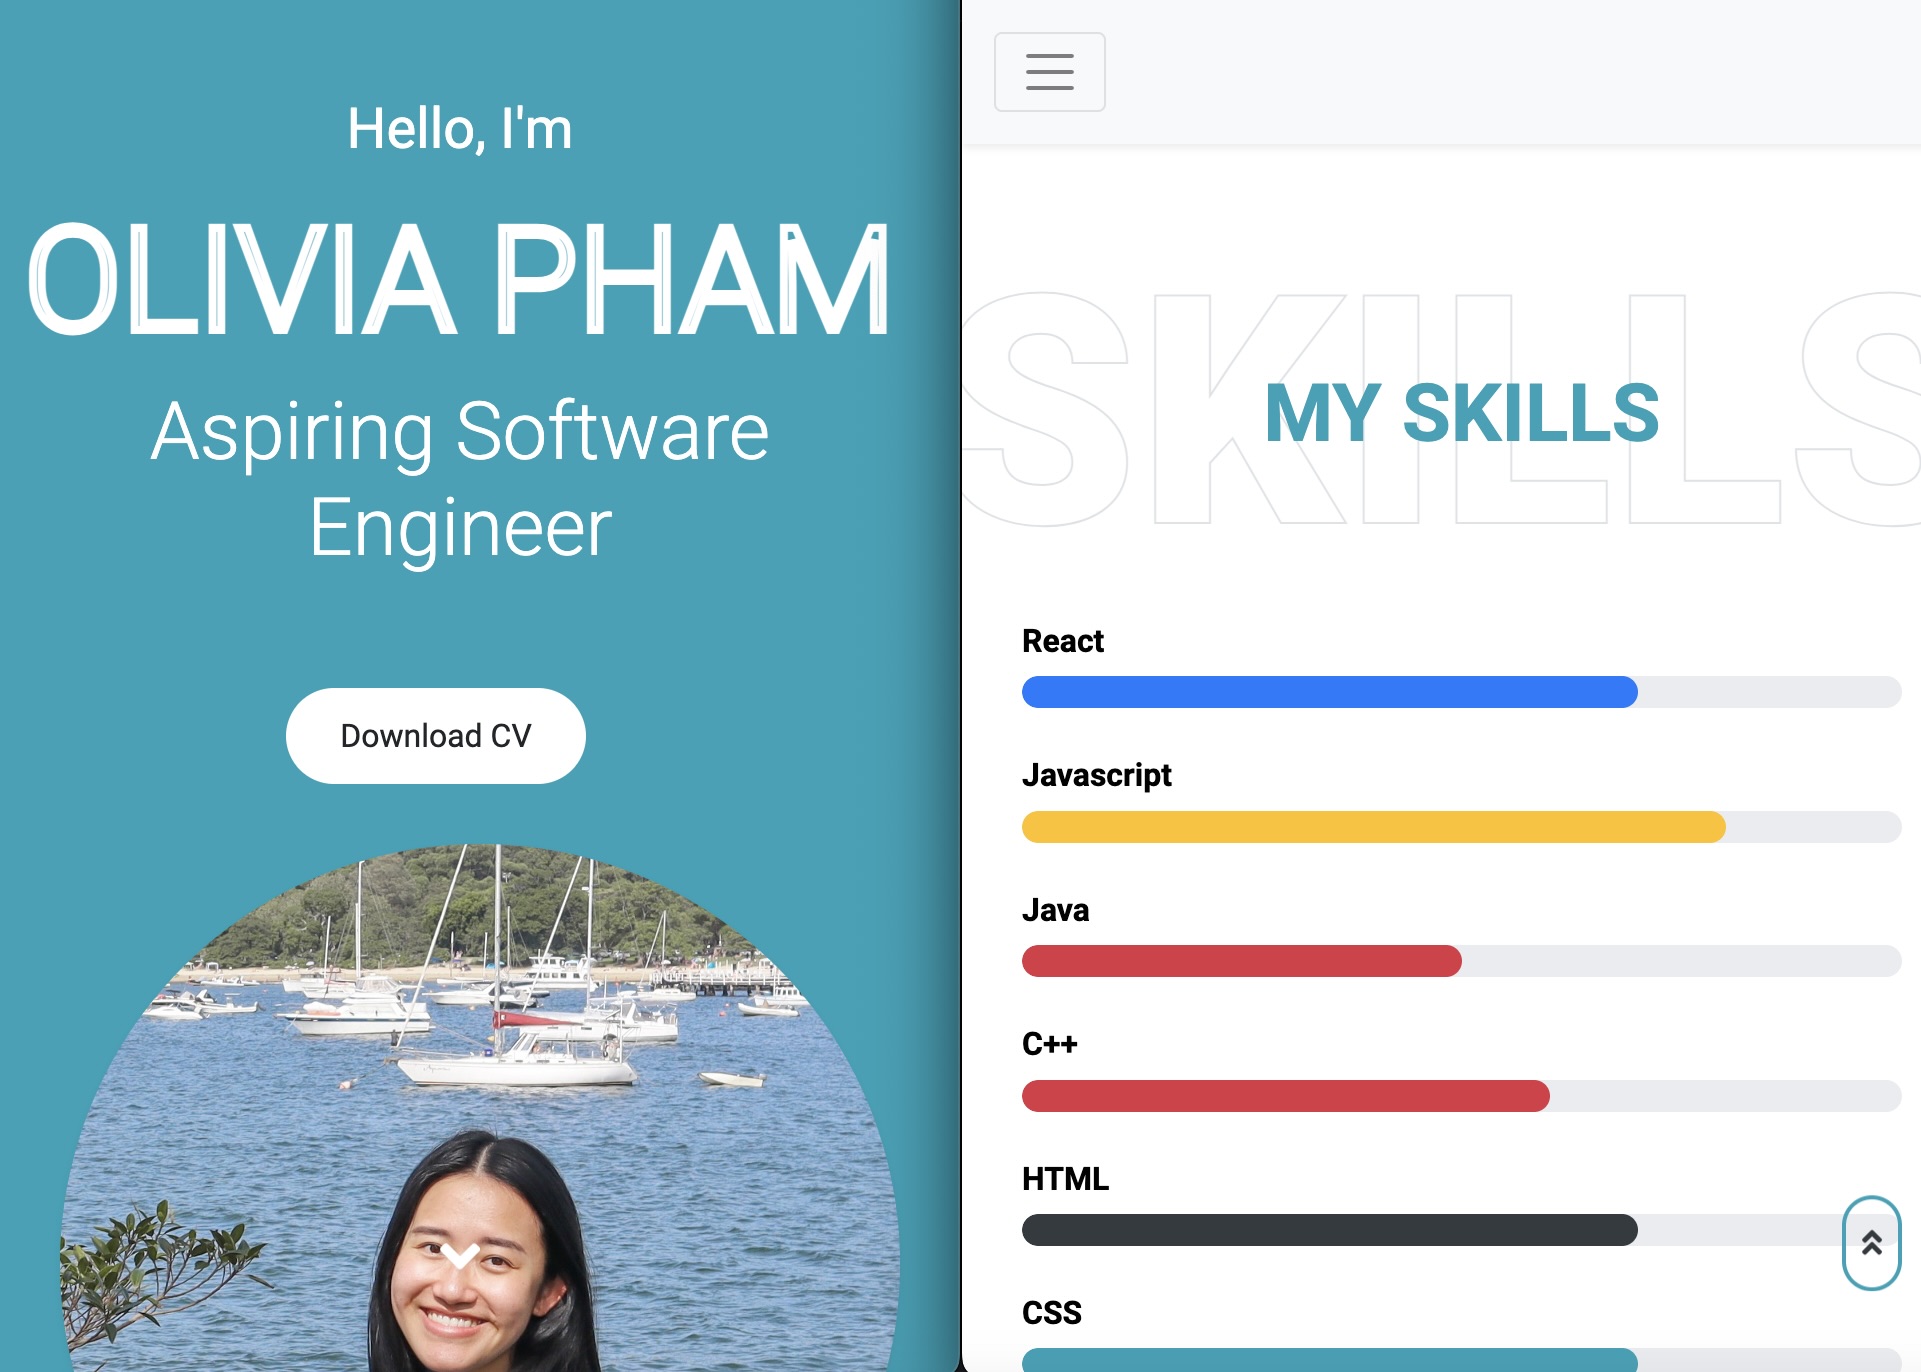 Hello, I'm
OLIVIA PHAM
Aspiring Software
Engineer
Download CV
SKILLS
MY SKILLS
React
Javascript
Java
C++
HTML
CSS